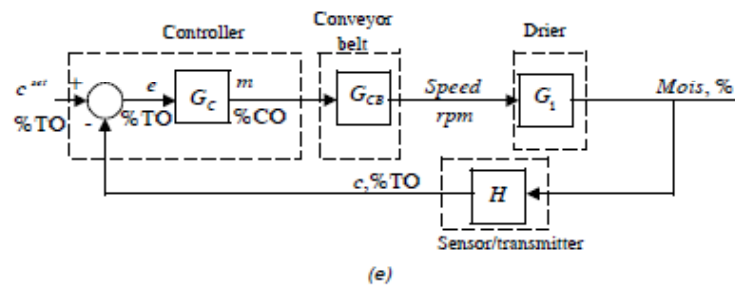 Controller
Conveyor belt
Drier
c^set
+
-
%TO
e
%TO
G_C
m
%CO
G_CB
Speed
rpm
G_1
Mois, %
c,%TO
H
Sensor/transmitter
(e)